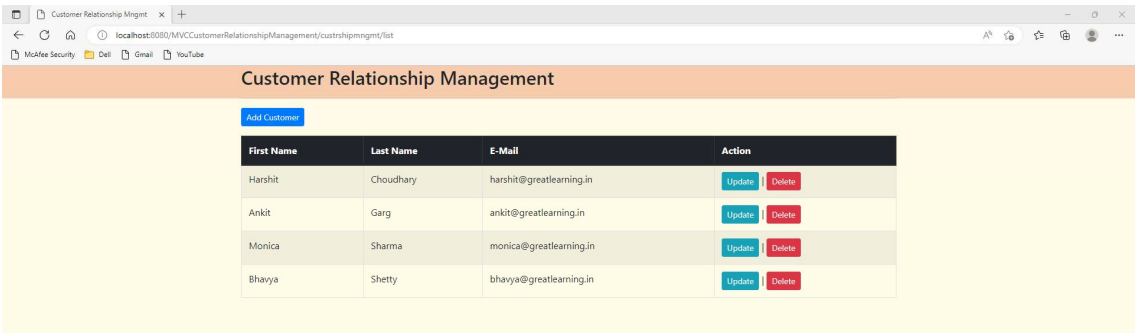 Customer Relationship Mngmt
localhost:8080/MVCCustomerRelationshipManagement/custrshipmngmt/list
McAfee Security Dell Gmail YouTube
Customer Relationship Management
Add Customer
First Name Last Name E-Mail Action
Harshit Choudhary harshit@greatlearning.in Update | Delete
Ankit Garg ankit@greatlearning.in Update | Delete
Monica Sharma monica@greatlearning.in Update | Delete
Bhavya Shetty bhavya@greatlearning.in Update | Delete